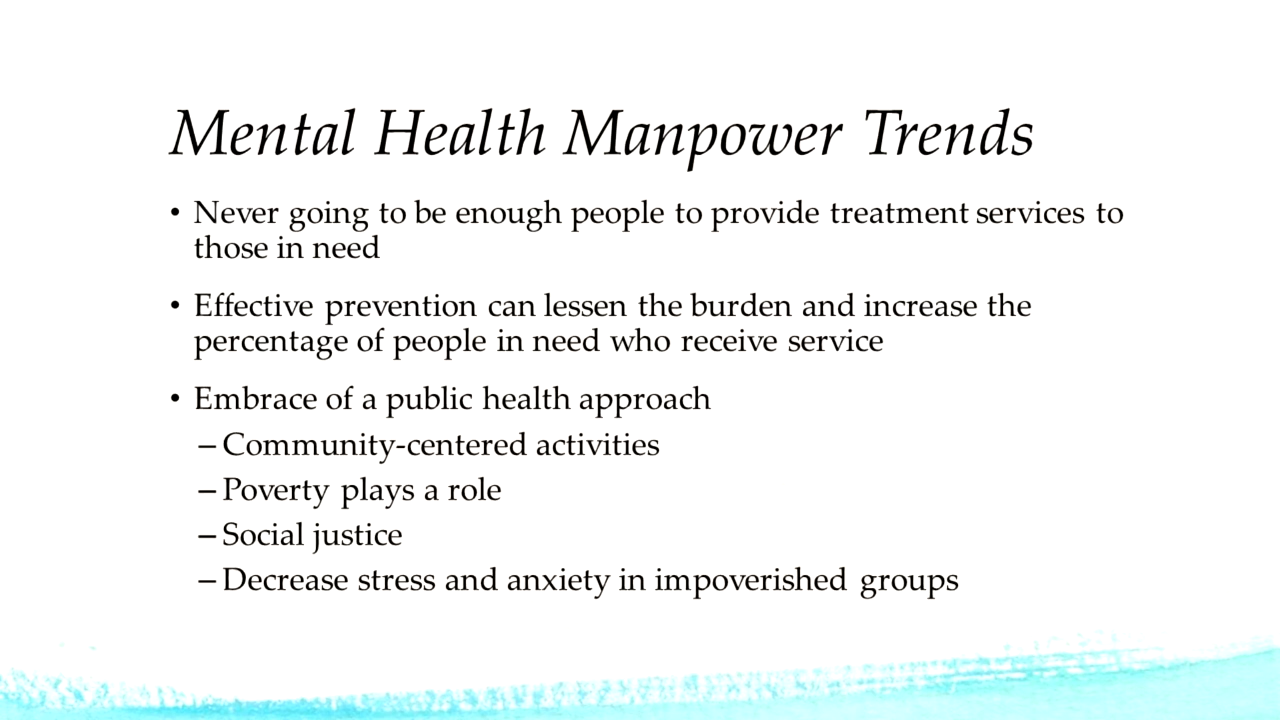 Mental Health Manpower Trends
• Never going to be enough people to provide treatment services to
those in need
• Effective prevention can lessen the burden and increase the
percentage of people in need who receive service
• Embrace of a public health approach
– Community-centered activities
– Poverty plays a role
– Social justice
– Decrease stress and anxiety in impoverished groups